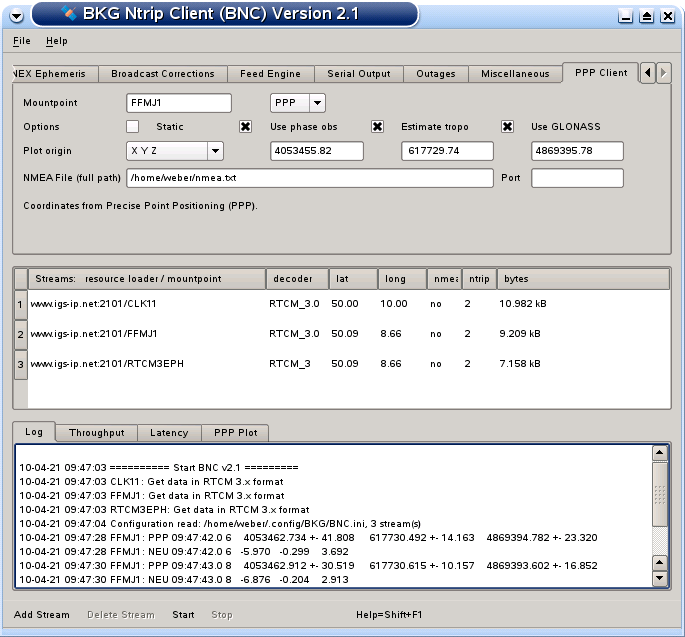 BKG Ntrip Client (BNC) Version 2.1
File Help
NEX Ephemeris Broadcast Corrections Feed Engine Serial Output Outages Miscellaneous PPP Client
Mountpoint FFMJ1 PPP
Options Static Use phase obs Estimate tropo Use GLONASS
Plot origin X Y Z 4053455.82 617729.74 4869395.78
NMEA File (full path) /home/weber/nmea.txt Port
Coordinates from Precise Point Positioning (PPP).
Streams: resource loader / mountpoint decoder lat long nmea ntrip bytes
1 www.igs-ip.net:2101/CLK11 RTCM_3.0 50.00 10.00 no 2 10.982 kB
2 www.igs-ip.net:2101/FFMJ1 RTCM_3.0 50.09 8.66 no 2 9.209 kB
3 www.igs-ip.net:2101/RTCM3EPH RTCM_3 50.09 8.66 no 2 7.158 kB
Log Throughput Latency PPP Plot
10-04-21 09:47:03 ========== Start BNC v2.1 =========
10-04-21 09:47:03 CLK11: Get data in RTCM 3.x format
10-04-21 09:47:03 FFMJ1: Get data in RTCM 3.x format
10-04-21 09:47:03 RTCM3EPH: Get data in RTCM 3.x format
10-04-21 09:47:04 Configuration read: /home/weber/.config/BKG/BNC.ini, 3 stream(s)
10-04-21 09:47:28 FFMJ1: PPP 09:47:42.0 6 4053462.734 +- 41.808 617730.492 +- 14.163 4869394.782 +- 23.320
10-04-21 09:47:28 FFMJ1: NEU 09:47:42.0 6 -5.970 -0.299 3.692
10-04-21 09:47:30 FFMJ1: PPP 09:47:43.0 8 4053462.912 +- 30.519 617730.615 +- 10.157 4869393.602 +- 16.852
10-04-21 09:47:30 FFMJ1: NEU 09:47:43.0 8 -6.876 -0.204 2.913
Add Stream Delete Stream Start Stop Help=Shift+F1